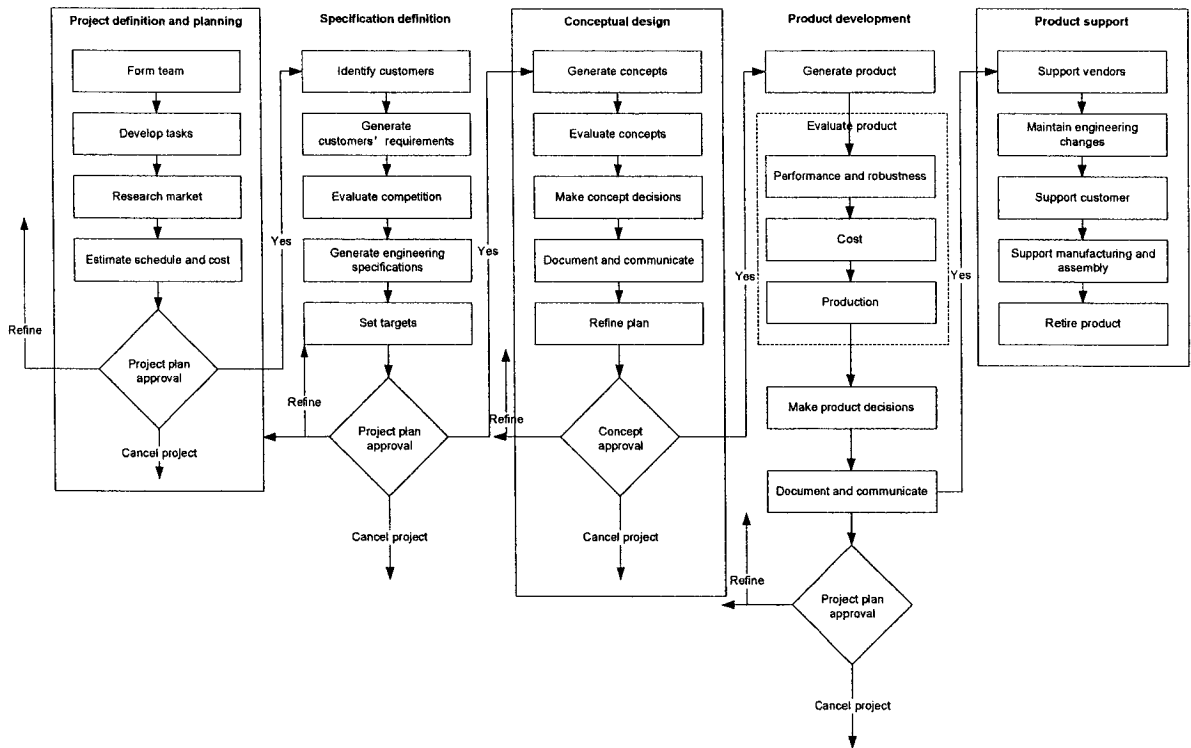 Project definition and planning
Form team
Develop tasks
Research market
Estimate schedule and cost
Project plan
approval
Refine
Cancel project
Yes
Specification definition
Identify customers
Generate
customers' requirements
Evaluate competition
Generate engineering
specifications
Set targets
Refine
Project plan
approval
Cancel project
Yes
Conceptual design
Generate concepts
Evaluate concepts
Make concept decisions
Document and communicate
Refine plan
Refine
Concept
approval
Cancel project
Yes
Product development
Generate product
Evaluate product
Performance and robustness
Cost
Production
Make product decisions
Document and communicate
Refine
Project plan
approval
Cancel project
Yes
Product support
Support vendors
Maintain engineering
changes
Support customer
Support manufacturing and
assembly
Retire product